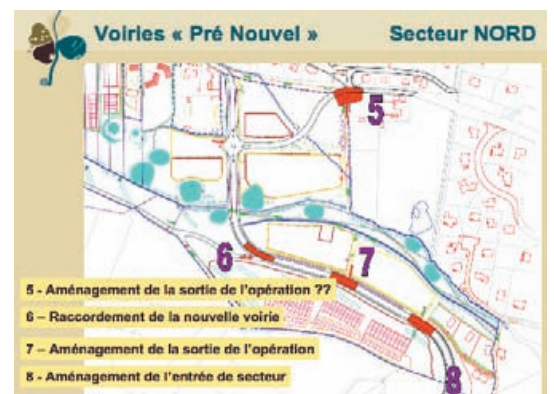 Voiries « Pré Nouvel » Secteur NORD
5
6
7
5 - Aménagement de la sortie de l'opération ??
6 – Raccordement de la nouvelle voirie
7 – Aménagement de la sortie de l'opération
8 - Aménagement de l'entrée de secteur
8